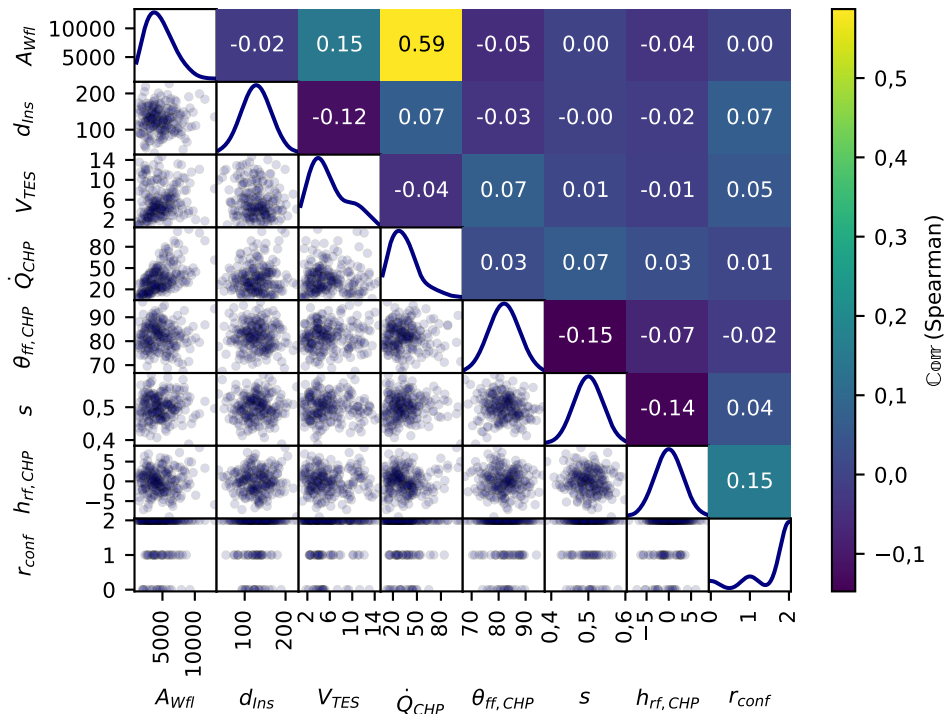 A_Wfl 10000 5000 -0.02 0.15 0.59 -0.05 0.00 -0.04 0.00
d_Ins 200 100 -0.12 0.07 -0.03 -0.00 -0.02 0.07
V_TES 14 10 6 2 -0.04 0.07 0.01 -0.01 0.05
Q̇_CHP 80 50 20 0.03 0.07 0.03 0.01
θ_ff,CHP 90 80 70 -0.15 -0.07 -0.02
s 0,5 0,4 -0.14 0.04
h_rf,CHP 5 0 −5 0.15
r_conf 2 1 0
5000 10000 100 200 2 6 10 14 20 50 80 70 80 90 0,4 0,5 0,6 −5 0 5 0 1 2
A_Wfl d_Ins V_TES Q̇_CHP θ_ff,CHP s h_rf,CHP r_conf
0,5
0,4
0,3
0,2
0,1
0,0
−0,1
ℂorr (Spearman)